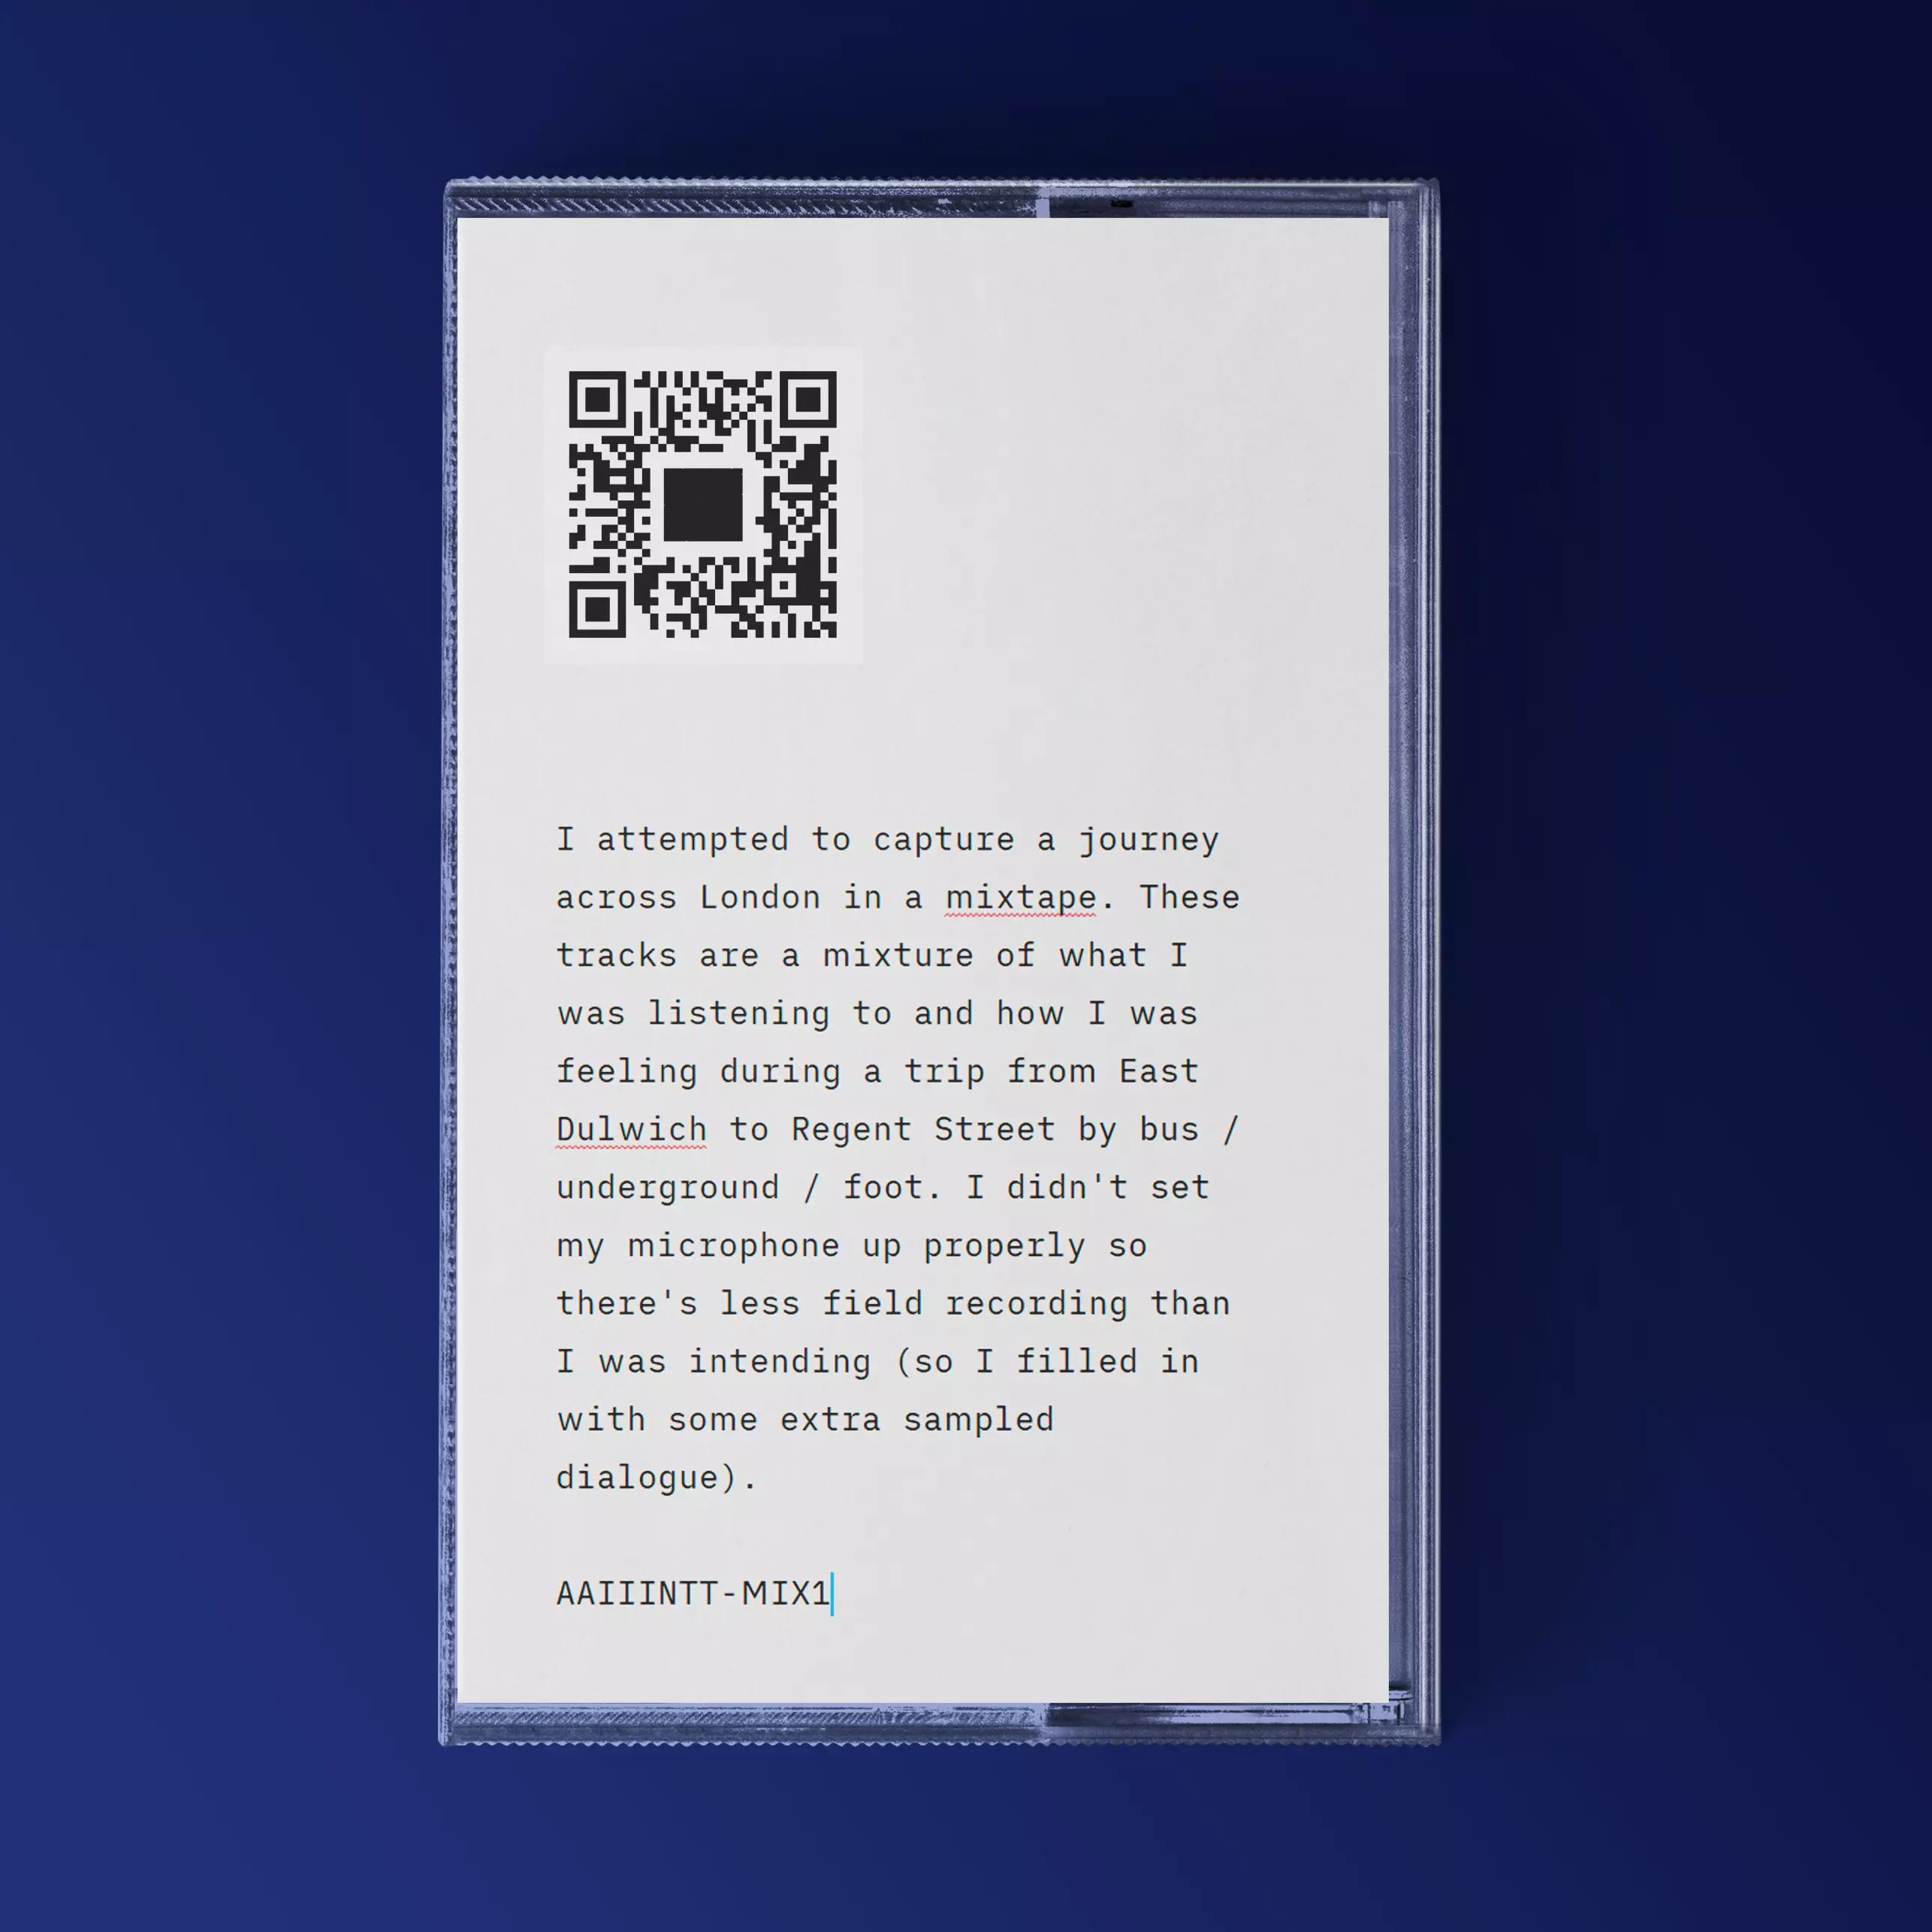 I attempted to capture a journey
across London in a mixtape. These
tracks are a mixture of what I
was listening to and how I was
feeling during a trip from East
Dulwich to Regent Street by bus /
underground / foot. I didn't set
my microphone up properly so
there's less field recording than
I was intending (so I filled in
with some extra sampled
dialogue).
AAIIINTT-MIX1